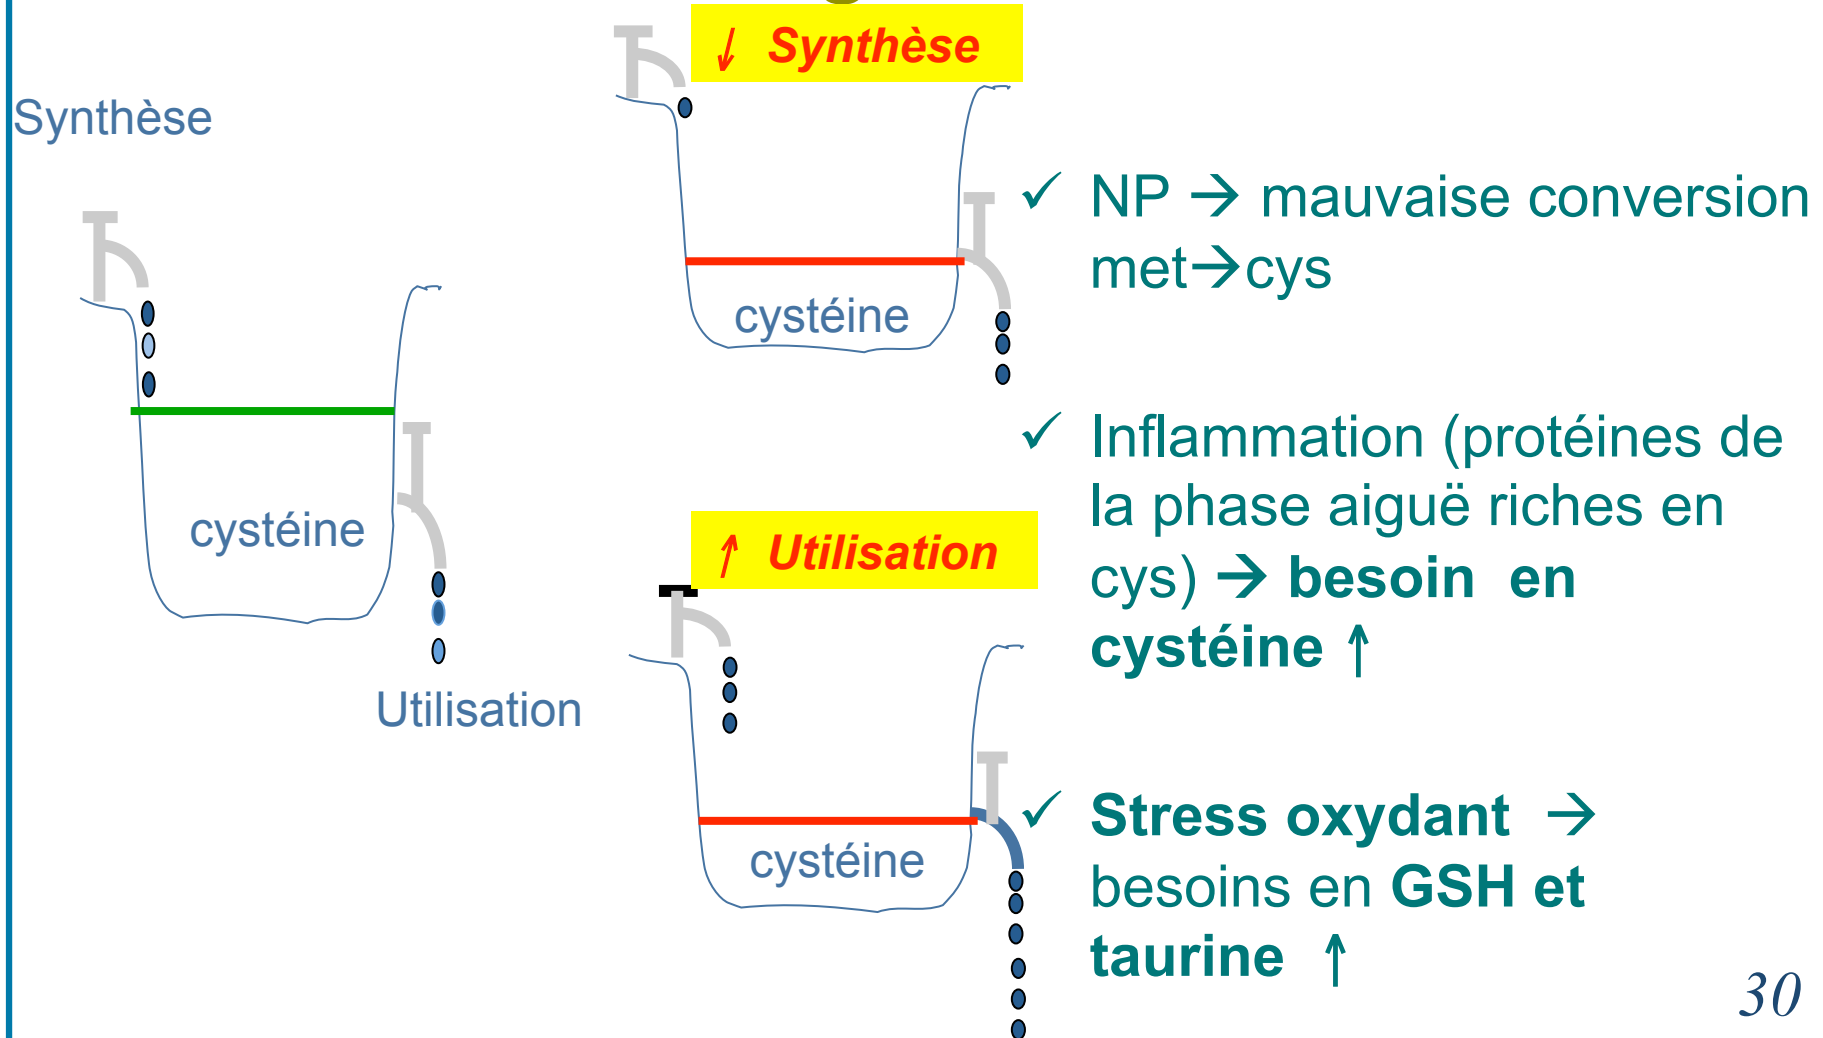 Synthèse
cystéine
Utilisation
↓ Synthèse
cystéine
↑ Utilisation
cystéine
✓ NP → mauvaise conversion
met→cys
✓ Inflammation (protéines de
la phase aiguë riches en
cys) → besoin en
cystéine ↑
✓ Stress oxydant →
besoins en GSH et
taurine ↑
30